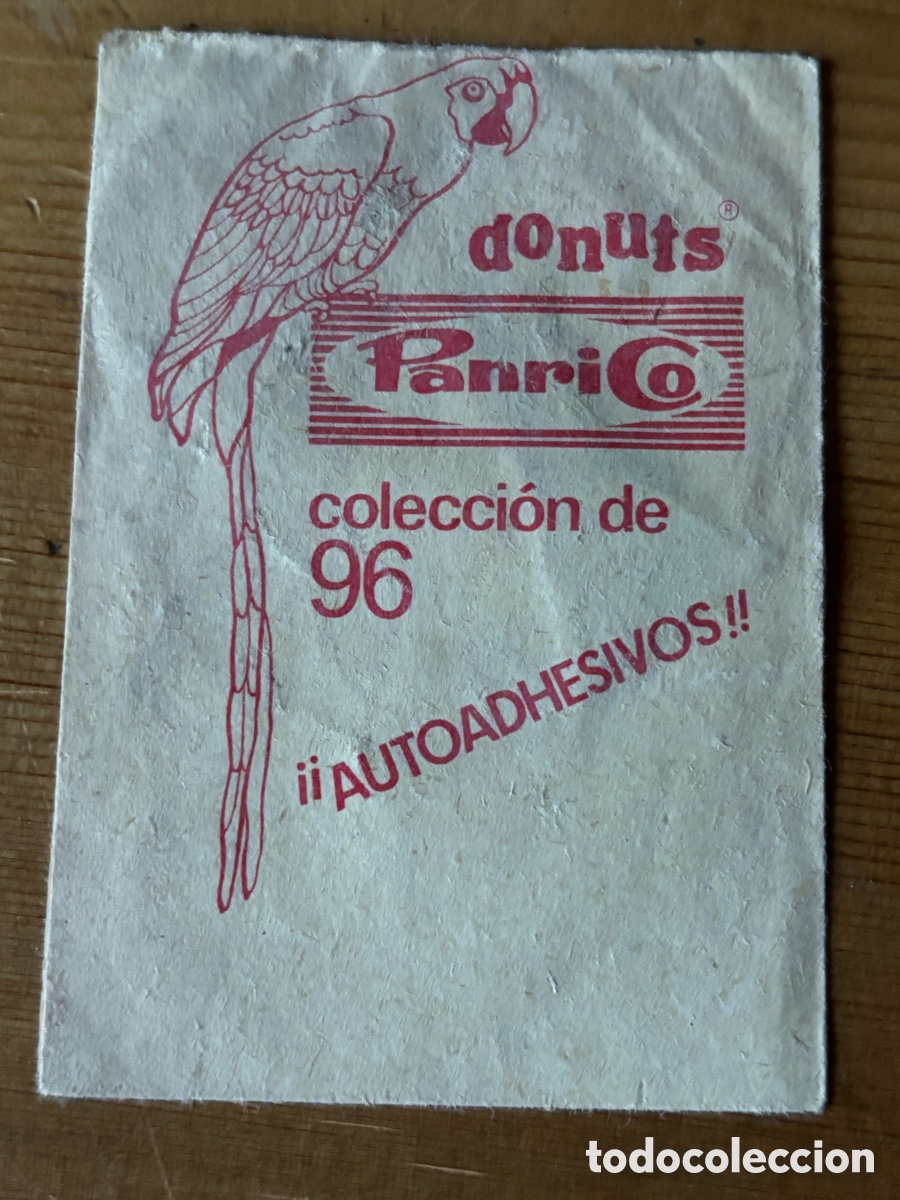 donuts ®
PanriCo
colección de
96
¡¡AUTOADHESIVOS!!
todocoleccion